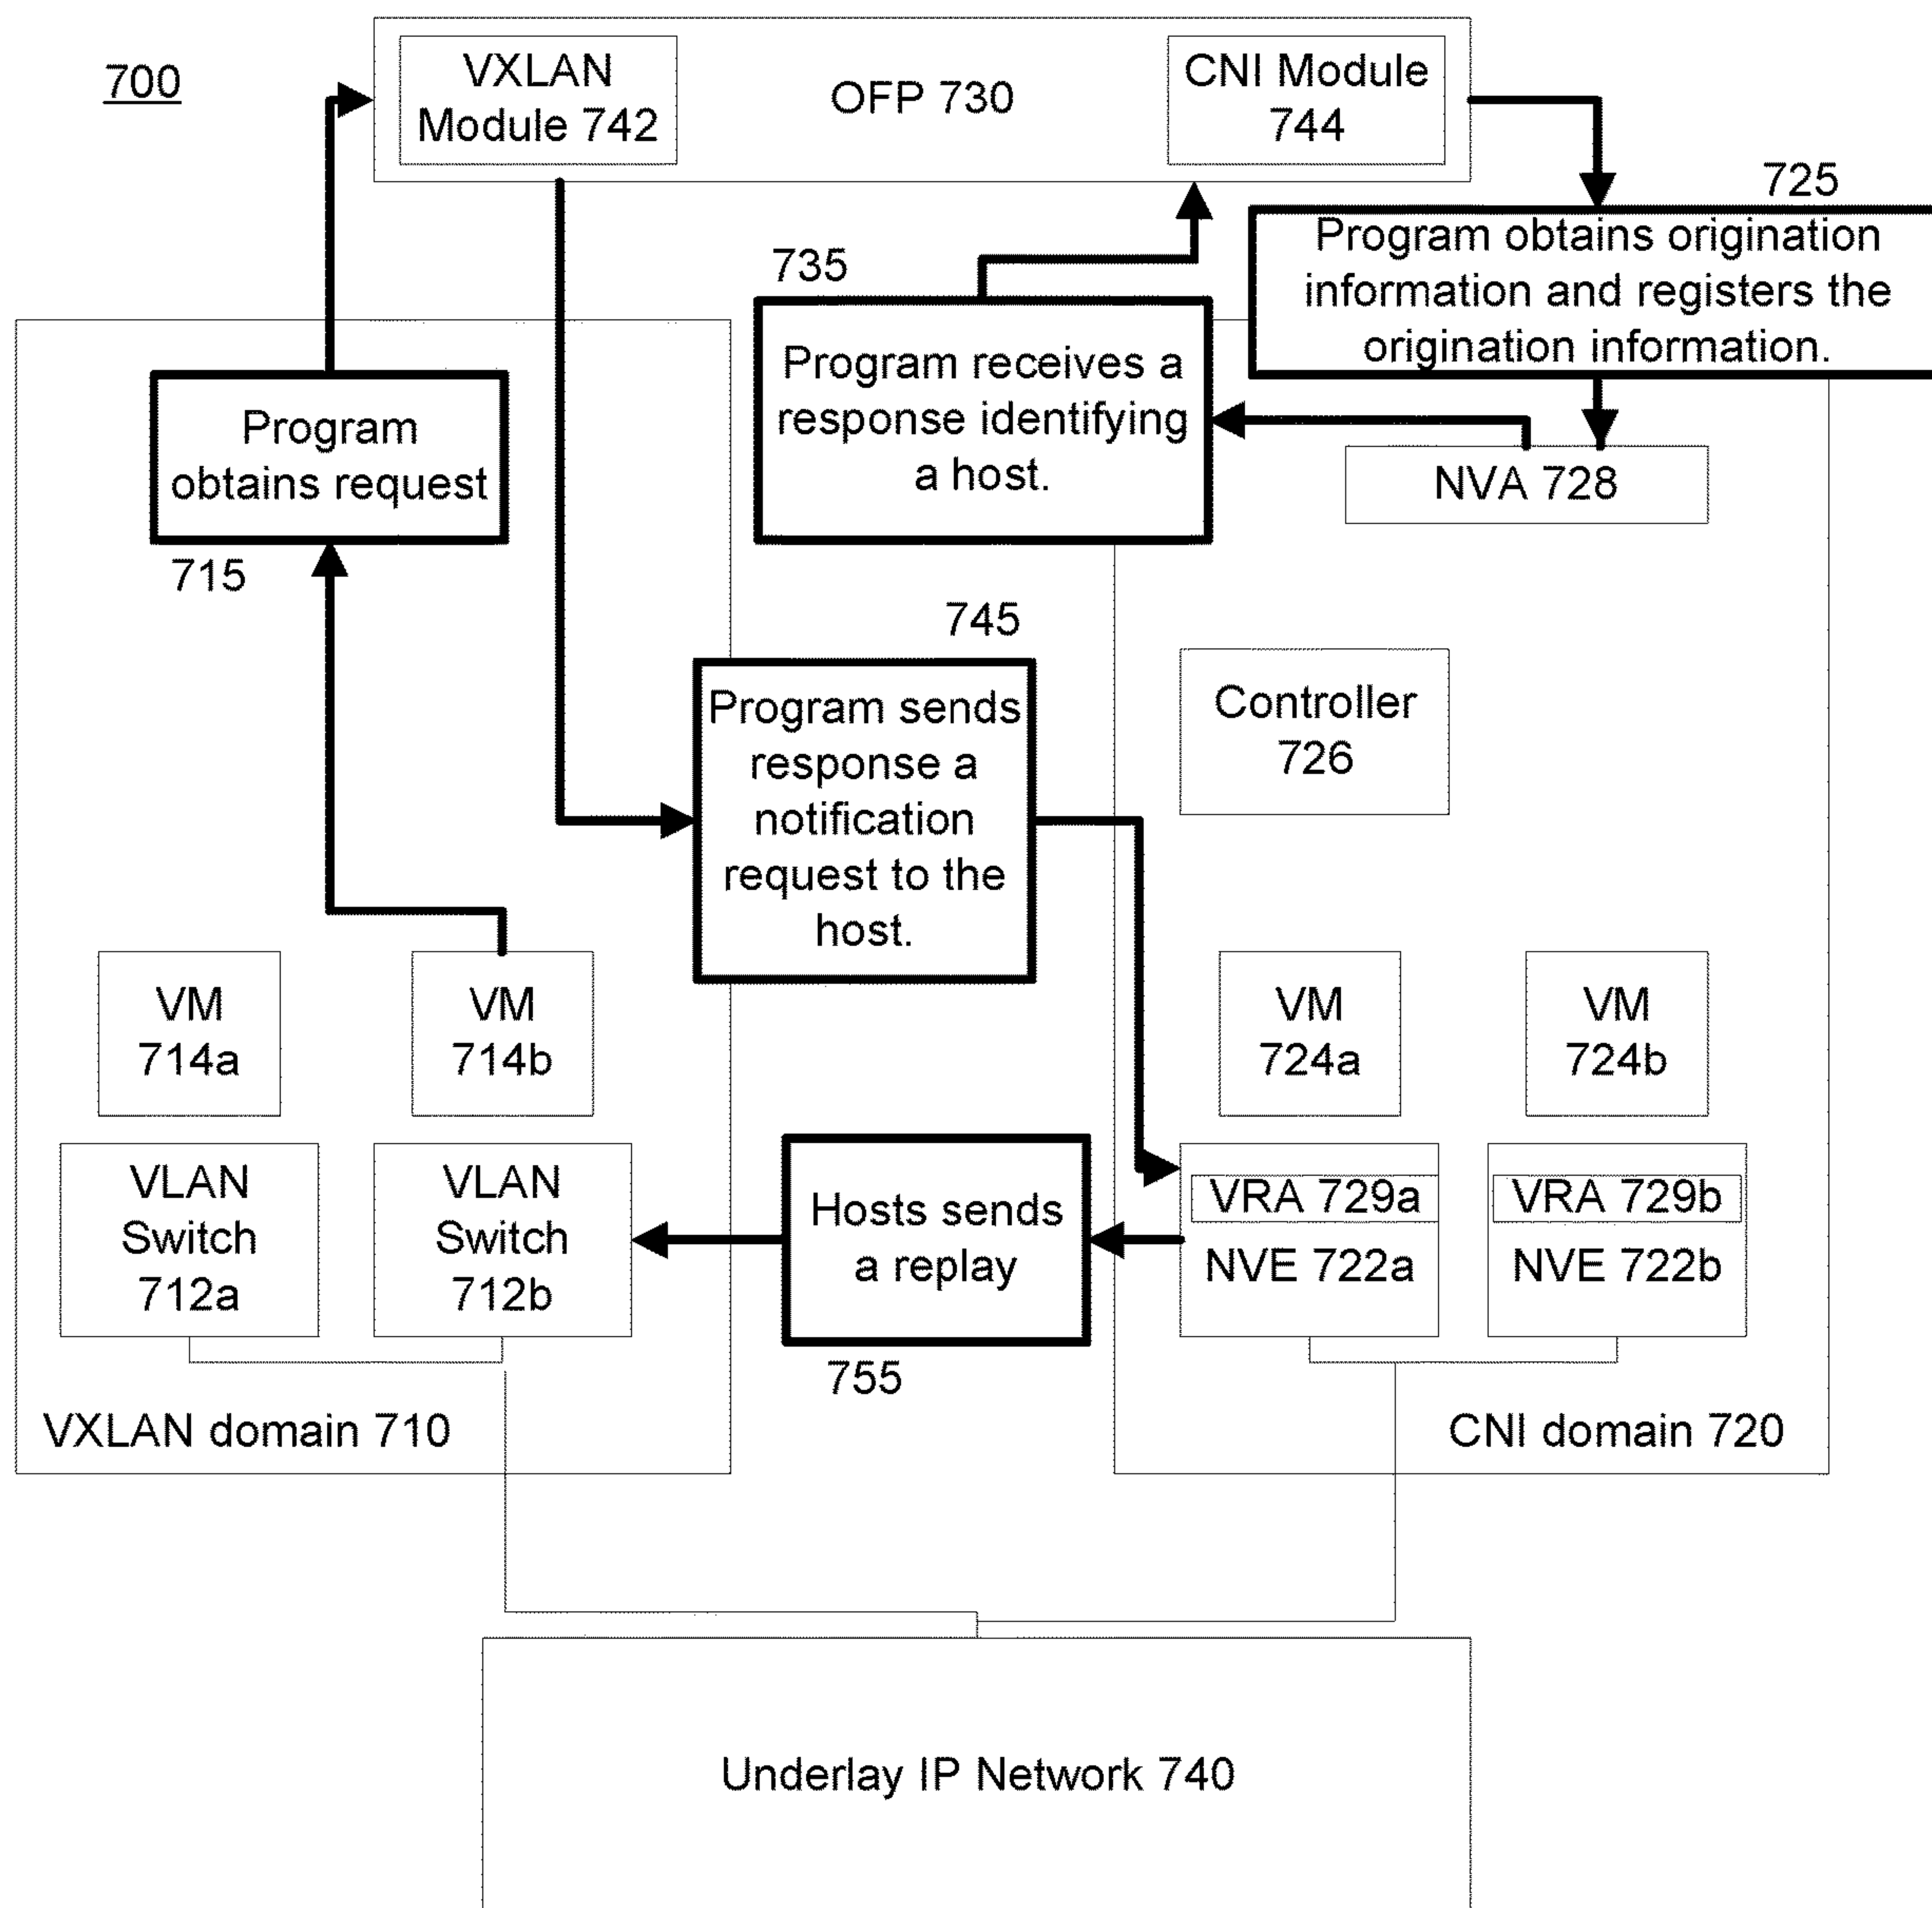 700
VXLAN
Module 742
OFP 730
CNI Module
744
725
Program obtains origination
information and registers the
origination information.
735
Program receives a
response identifying
a host.
NVA 728
Program
obtains request
715
745
Program sends
response a
notification
request to the
host.
Controller
726
VM
714a
VM
714b
VM
724a
VM
724b
VLAN
Switch
712a
VLAN
Switch
712b
Hosts sends
a replay
755
VRA 729a
NVE 722a
VRA 729b
NVE 722b
VXLAN domain 710
CNI domain 720
Underlay IP Network 740